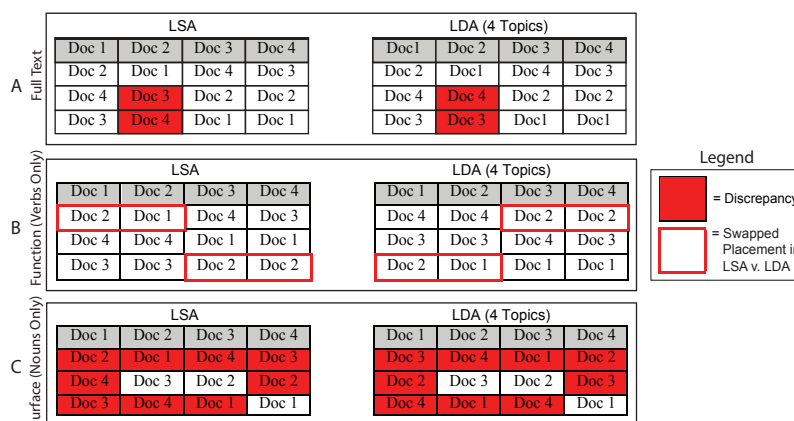 LSA
LDA (4 Topics)
Doc 1 Doc 2 Doc 3 Doc 4
Doc1 Doc 2 Doc 3 Doc 4
Doc 2 Doc 1 Doc 4 Doc 3
Doc 2 Doc1 Doc 4 Doc 3
Doc 4 Doc 3 Doc 2 Doc 2
Doc 4 Doc 4 Doc 2 Doc 2
Doc 3 Doc 4 Doc 1 Doc 1
Doc 3 Doc 3 Doc1 Doc1
A
Full Text
LSA
LDA (4 Topics)
Doc 1 Doc 2 Doc 3 Doc 4
Doc 1 Doc 2 Doc 3 Doc 4
Doc 2 Doc 1 Doc 4 Doc 3
Doc 4 Doc 4 Doc 2 Doc 2
Doc 4 Doc 4 Doc 1 Doc 1
Doc 3 Doc 3 Doc 4 Doc 3
Doc 3 Doc 3 Doc 2 Doc 2
Doc 2 Doc 1 Doc 1 Doc 1
B
Function (Verbs Only)
Legend
= Discrepancy
= Swapped
Placement in
LSA v. LDA
LSA
LDA (4 Topics)
Doc 1 Doc 2 Doc 3 Doc 4
Doc 1 Doc 2 Doc 3 Doc 4
Doc 2 Doc 1 Doc 4 Doc 3
Doc 3 Doc 4 Doc 1 Doc 2
Doc 4 Doc 3 Doc 2 Doc 2
Doc 2 Doc 3 Doc 2 Doc 3
Doc 3 Doc 4 Doc 1 Doc 1
Doc 4 Doc 1 Doc 4 Doc 1
C
urface (Nouns Only)